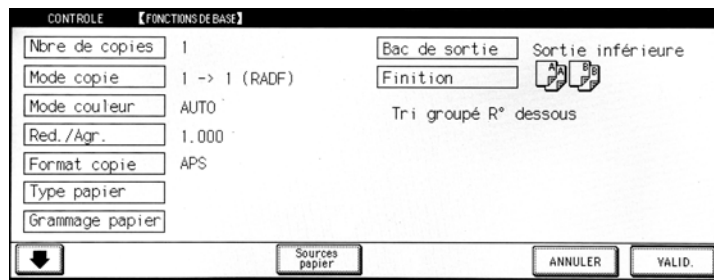 CONTROLE 【FONCTIONS DE BASE】
Nbre de copies 1
Mode copie 1 -> 1 (RADF)
Mode couleur AUTO
Red./Agr. 1.000
Format copie APS
Type papier
Grammage papier
Bac de sortie Sortie inférieure
Finition A A B B
Tri groupé R° dessous
Sources
papier
ANNULER
VALID.